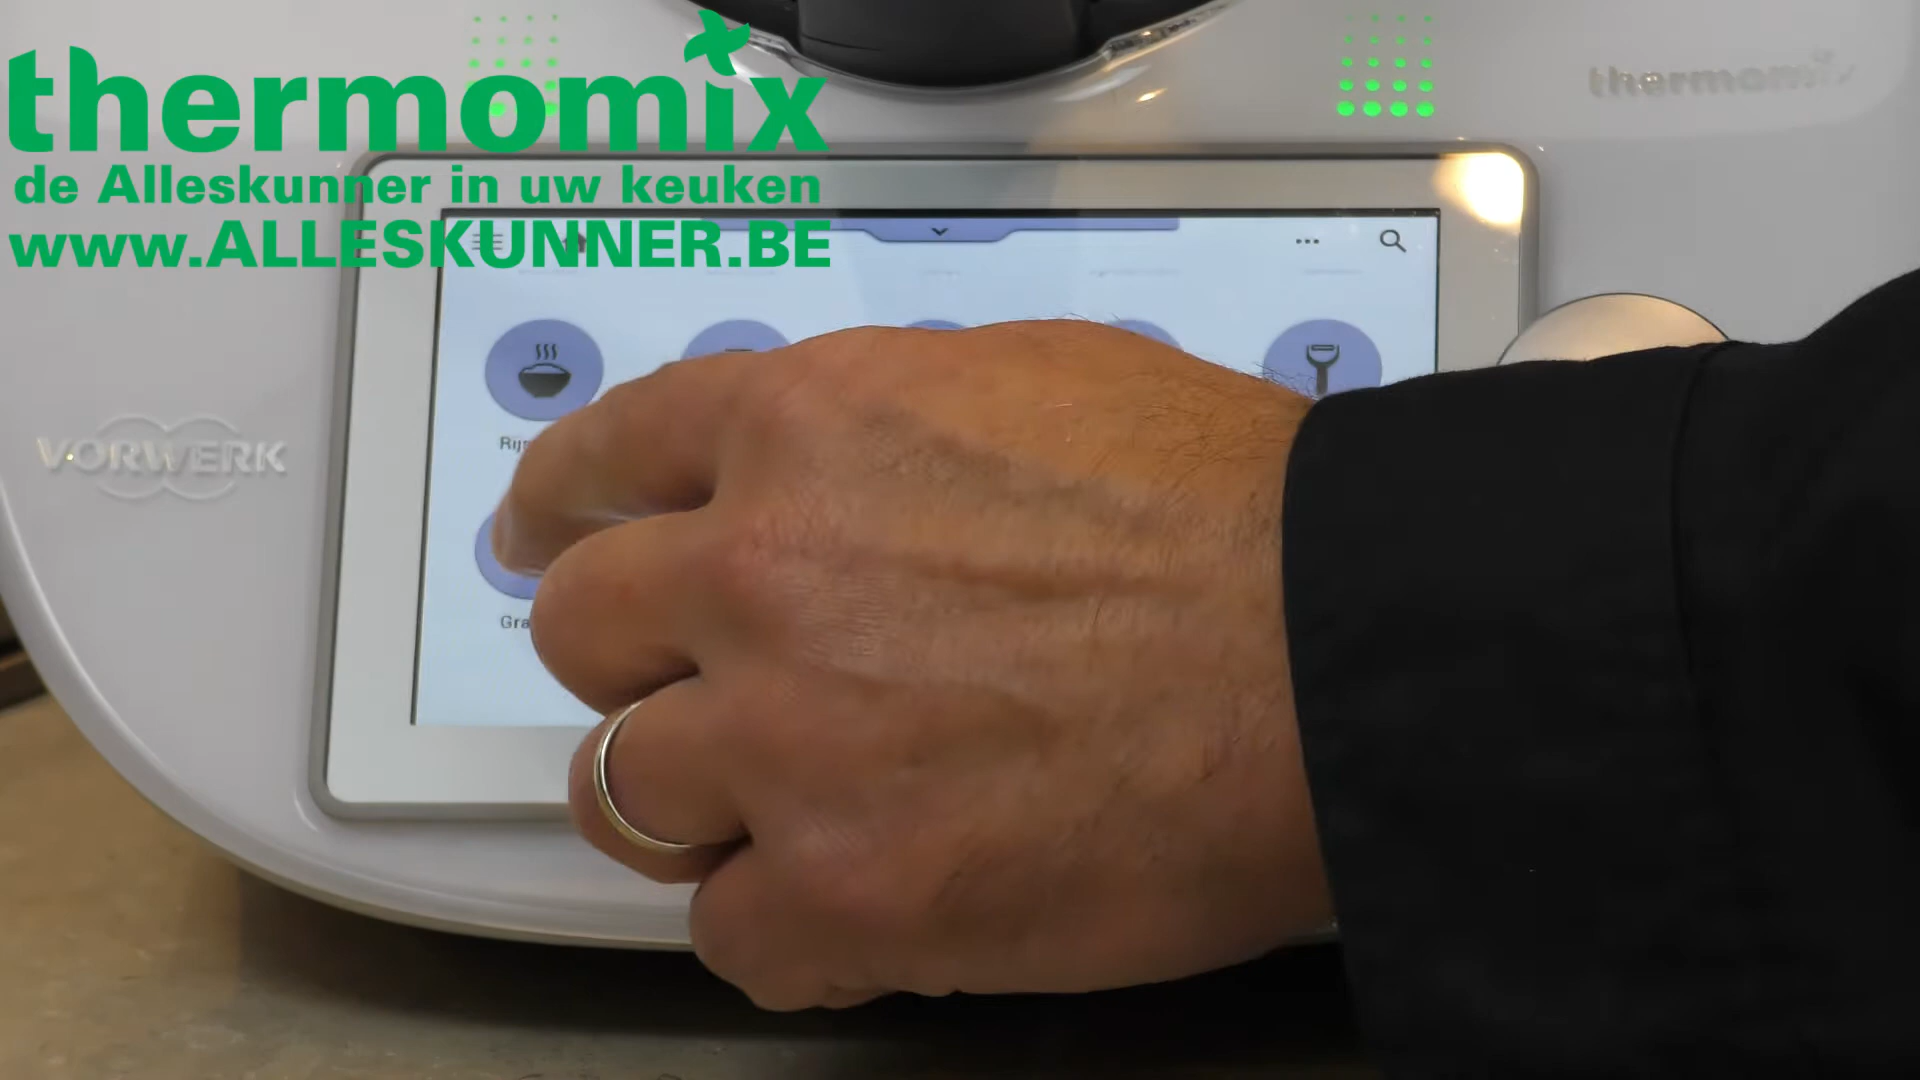 thermomix
de Alleskunner in uw keuken
www.ALLESKUNNER.BE
thermomix
VORWERK